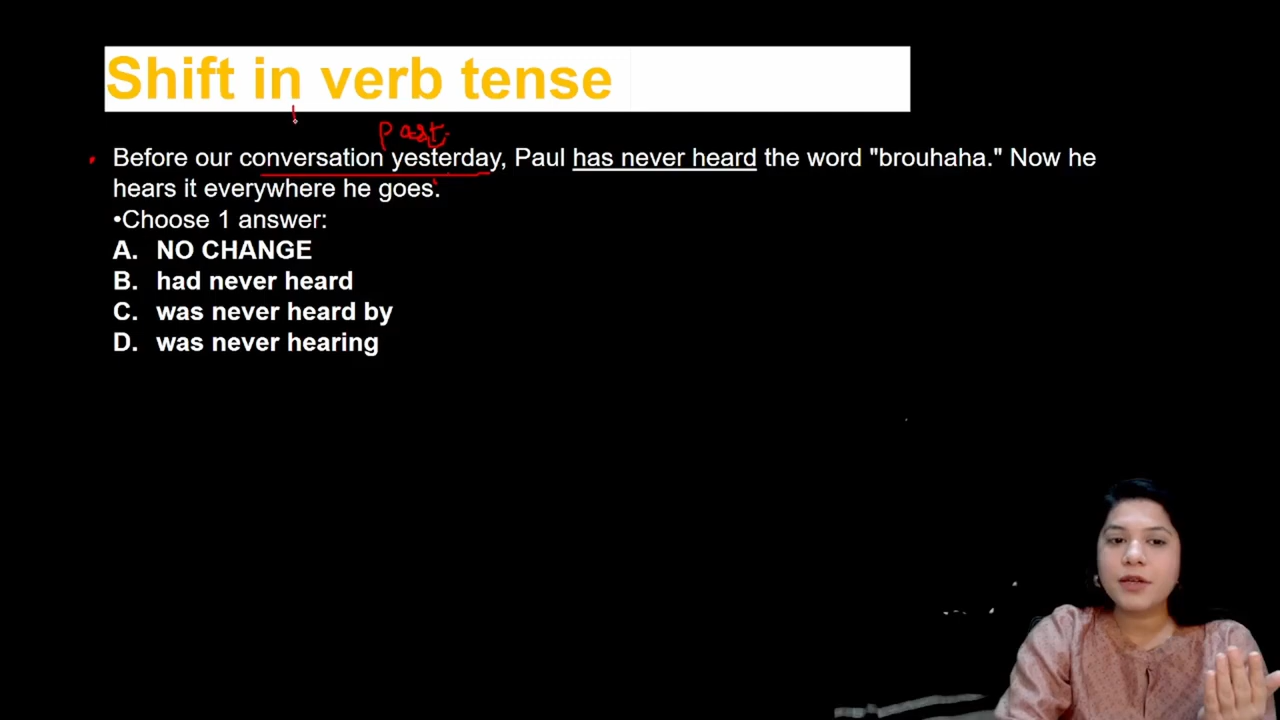 Shift in verb tense
past
Before our conversation yesterday, Paul has never heard the word "brouhaha." Now he
hears it everywhere he goes.
•Choose 1 answer:
A. NO CHANGE
B. had never heard
C. was never heard by
D. was never hearing